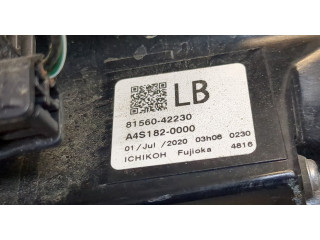 LB
81560-42230
A4S182-0000
01/Jul/2020 03h06 0230
ICHIKOH Fujioka 4816